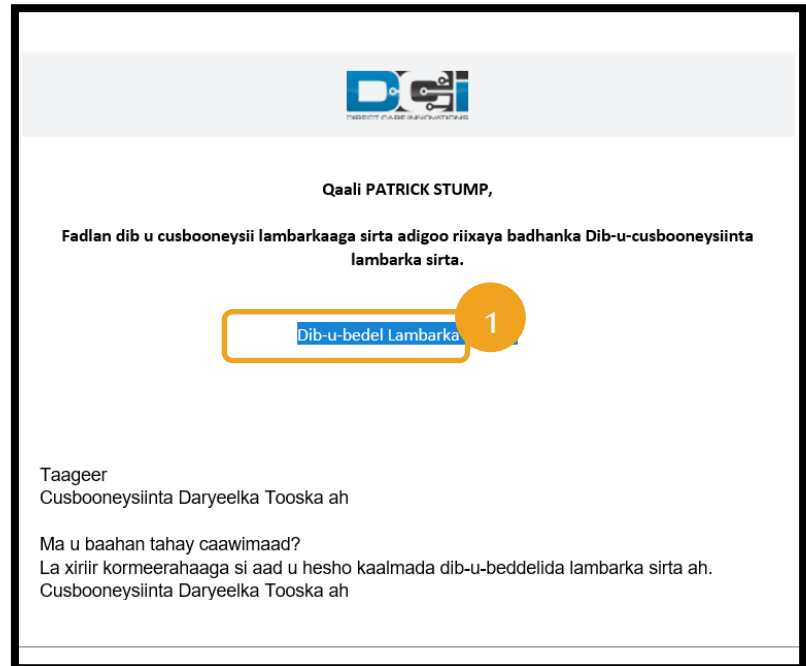 DCi
DIRECT CARE INNOVATIONS
Qaali PATRICK STUMP,
Fadlan dib u cusbooneysii lambarkaaga sirta adigoo riixaya badhanka Dib-u-cusbooneysiinta
lambarka sirta.
Dib-u-bedel Lambarka
1
Taageer
Cusbooneysiinta Daryeelka Tooska ah
Ma u baahan tahay caawimaad?
La xiriir kormeerahaaga si aad u hesho kaalmada dib-u-beddelida lambarka sirta ah.
Cusbooneysiinta Daryeelka Tooska ah